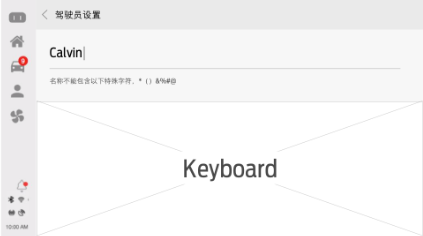 驾驶员设置
9
Calvin
名称不能包含以下特殊字符, * () &%#@
Keyboard
10:00 AM